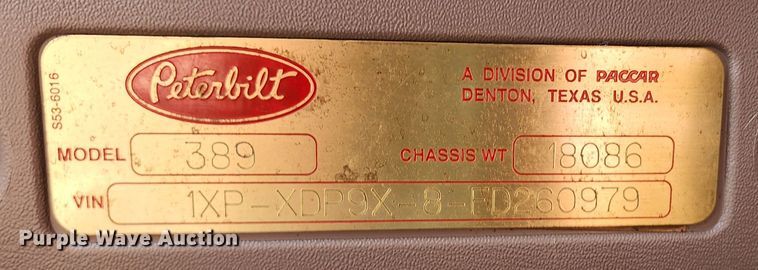 Peterbilt
A DIVISION OF PACCAR
DENTON, TEXAS U.S.A.
S53-6016
MODEL 389 CHASSIS WT 18086
VIN 1XP-XDP9X-8-FD260979
Purple Wave Auction